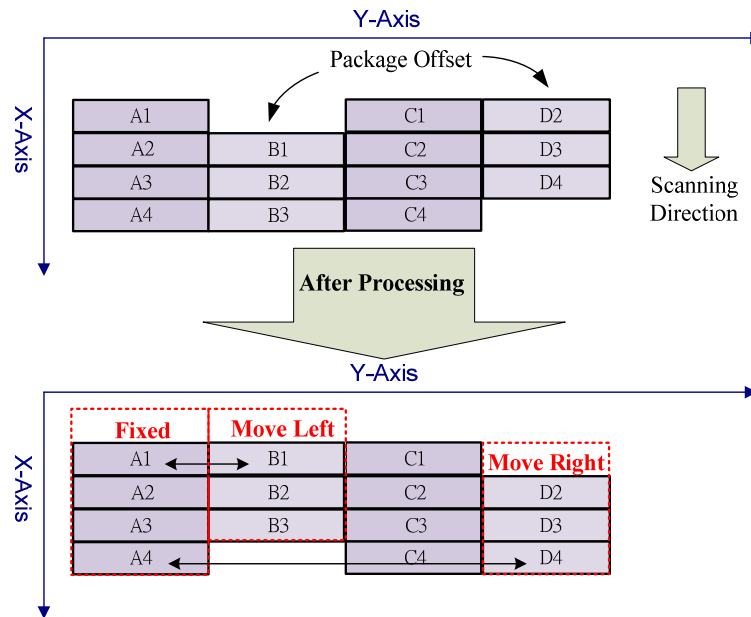 Y-Axis
X-Axis
Package Offset
A1 C1 D2
A2 B1 C2 D3
A3 B2 C3 D4
A4 B3 C4
Scanning
Direction
After Processing
Y-Axis
X-Axis
Fixed Move Left
Move Right
A1 B1 C1
A2 B2 C2 D2
A3 B3 C3 D3
A4 C4 D4